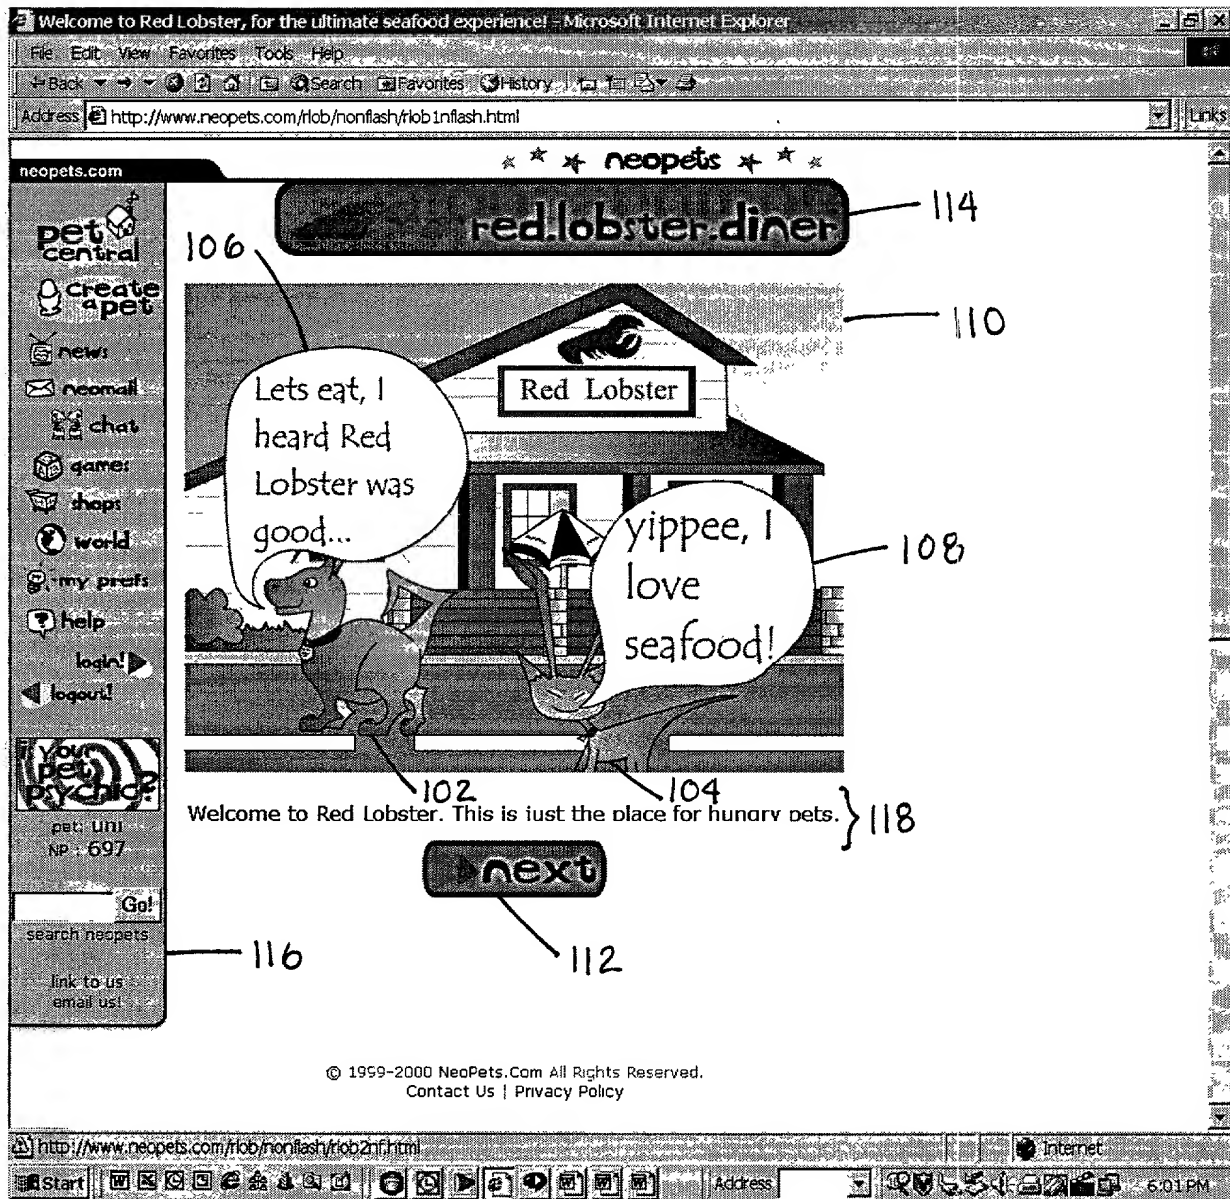 Welcome to Red Lobster, for the ultimate seafood experience! - Microsoft Internet Explorer
File Edit View Favorites Tools Help
Back Search Favorites History
Address http://www.neopets.com/rlob/nonflash/rlob1nflash.html Links
neopets.com
neopets
red.lobster.diner
114
pet central
106
create a pet
110
news
neomail
chat
games
shops
world
my prefs
help
login!
logout!
Red Lobster
Lets eat, I
heard Red
Lobster was
good...
yippee, I
love
seafood!
108
is your pet psychic?
102
104
Welcome to Red Lobster. This is just the place for hungry pets.
118
pet: uni
NP : 697
next
Go!
search neopets
116
112
link to us
email us!
© 1999-2000 NeoPets.Com All Rights Reserved.
Contact Us | Privacy Policy
http://www.neopets.com/rlob/nonflash/rlob2nf.html Internet
Start Address 6:01 PM